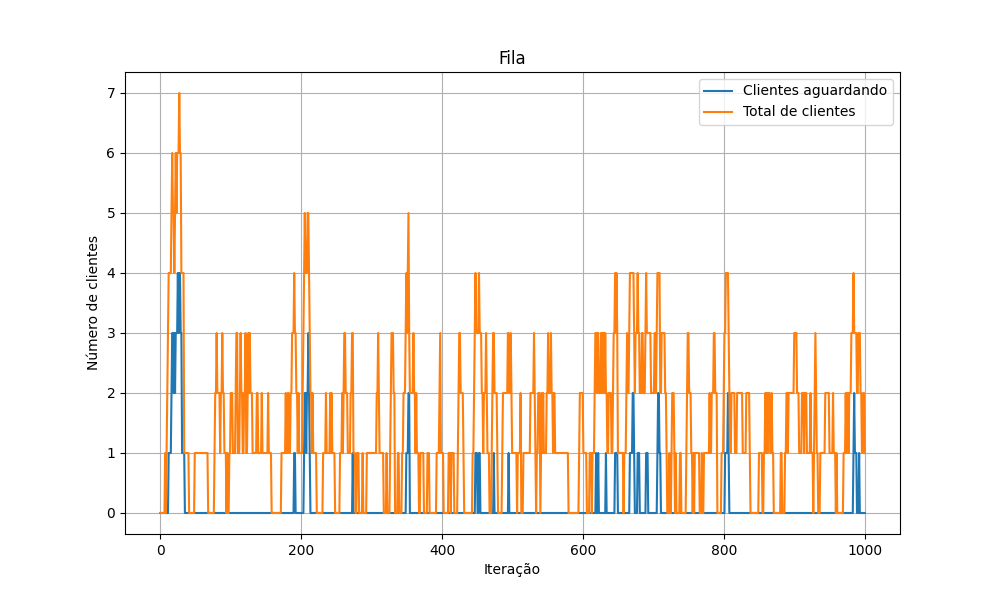 Fila
Clientes aguardando
Total de clientes
Número de clientes
7
6
5
4
3
2
1
0
0 200 400 600 800 1000
Iteração